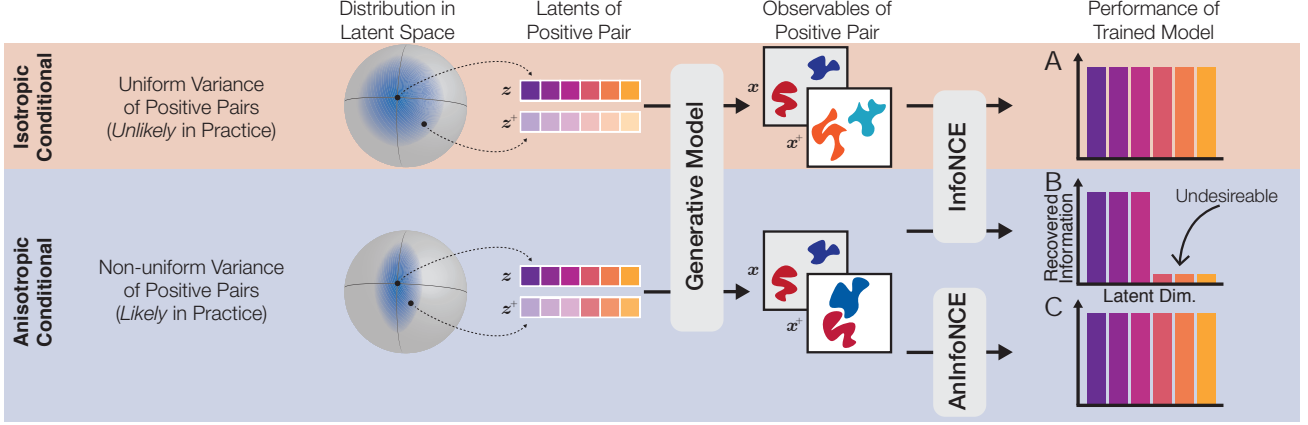 Distribution in
Latent Space
Latents of
Positive Pair
Observables of
Positive Pair
Performance of
Trained Model
Isotropic
Conditional
Uniform Variance
of Positive Pairs
(Unlikely in Practice)
z
z⁺
Generative Model
x
x⁺
InfoNCE
A
Anisotropic
Conditional
Non-uniform Variance
of Positive Pairs
(Likely in Practice)
z
z⁺
x
x⁺
AnInfoNCE
B
Undesireable
Recovered
Information
Latent Dim.
C